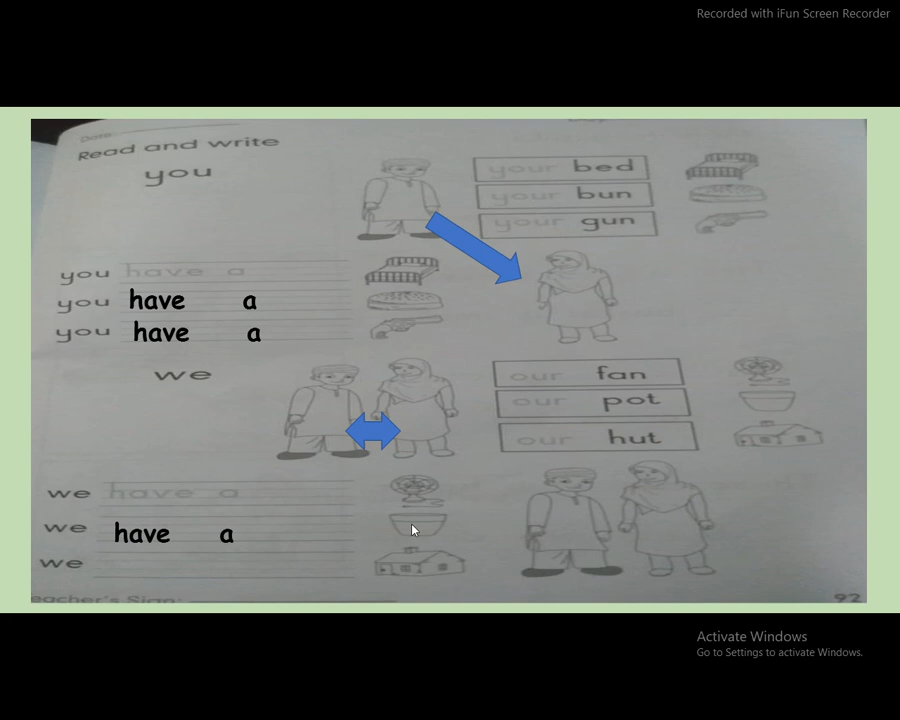 Recorded with iFun Screen Recorder
Date
Read and write
you
your bed
your bun
your gun
you have a
you have a
you have a
we
our fan
our pot
our hut
we have a
we have a
we
eacher's Sign:
92
Activate Windows
Go to Settings to activate Windows.